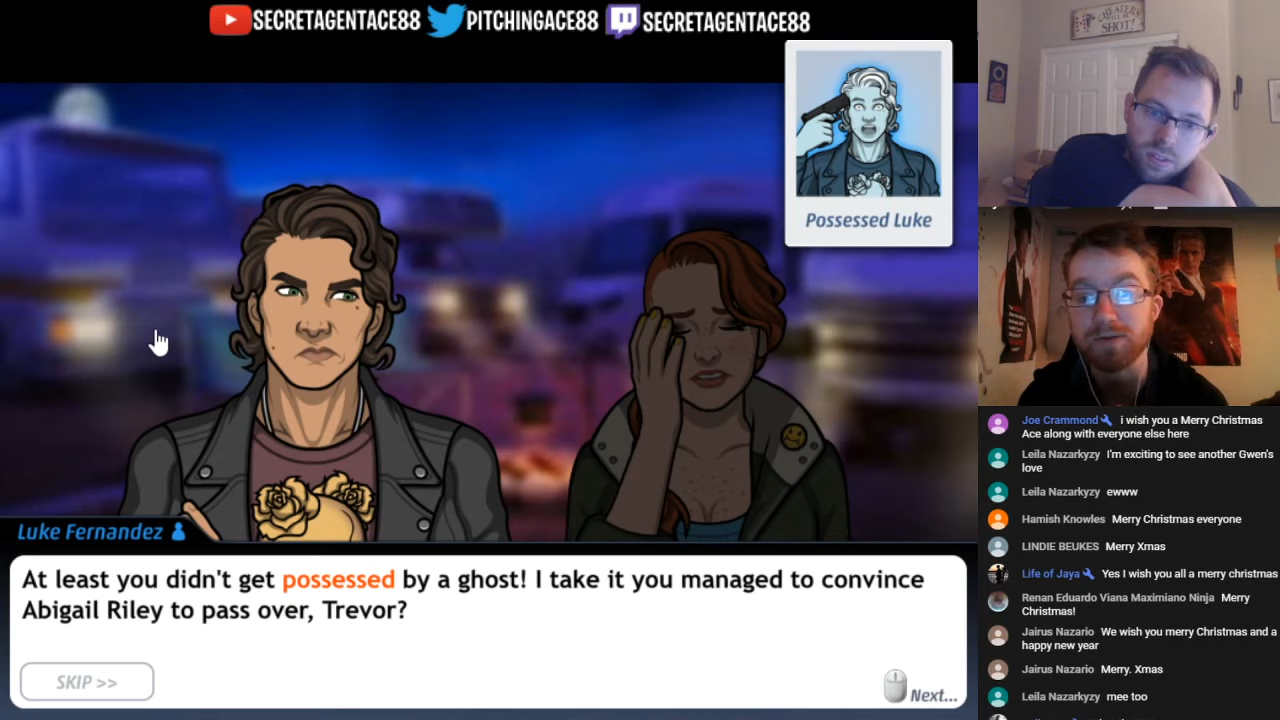 SECRETAGENTACE88 PITCHINGACE88 SECRETAGENTACE88
CHEATERS
WILL BE
SHOT!
Possessed Luke
Luke Fernandez
At least you didn't get possessed by a ghost! I take it you managed to convince
Abigail Riley to pass over, Trevor?
SKIP >>
Next...
Joe Crammond i wish you a Merry Christmas
Ace along with everyone else here
Leila Nazarkyzy I'm exciting to see another Gwen's
love
Leila Nazarkyzy ewww
Hamish Knowles Merry Christmas everyone
LINDIE BEUKES Merry Xmas
Life of Jaya Yes I wish you all a merry christmas
Renan Eduardo Viana Maximiano Ninja Merry
Christmas!
Jairus Nazario We wish you merry Christmas and a
happy new year
Jairus Nazario Merry. Xmas
Leila Nazarkyzy mee too